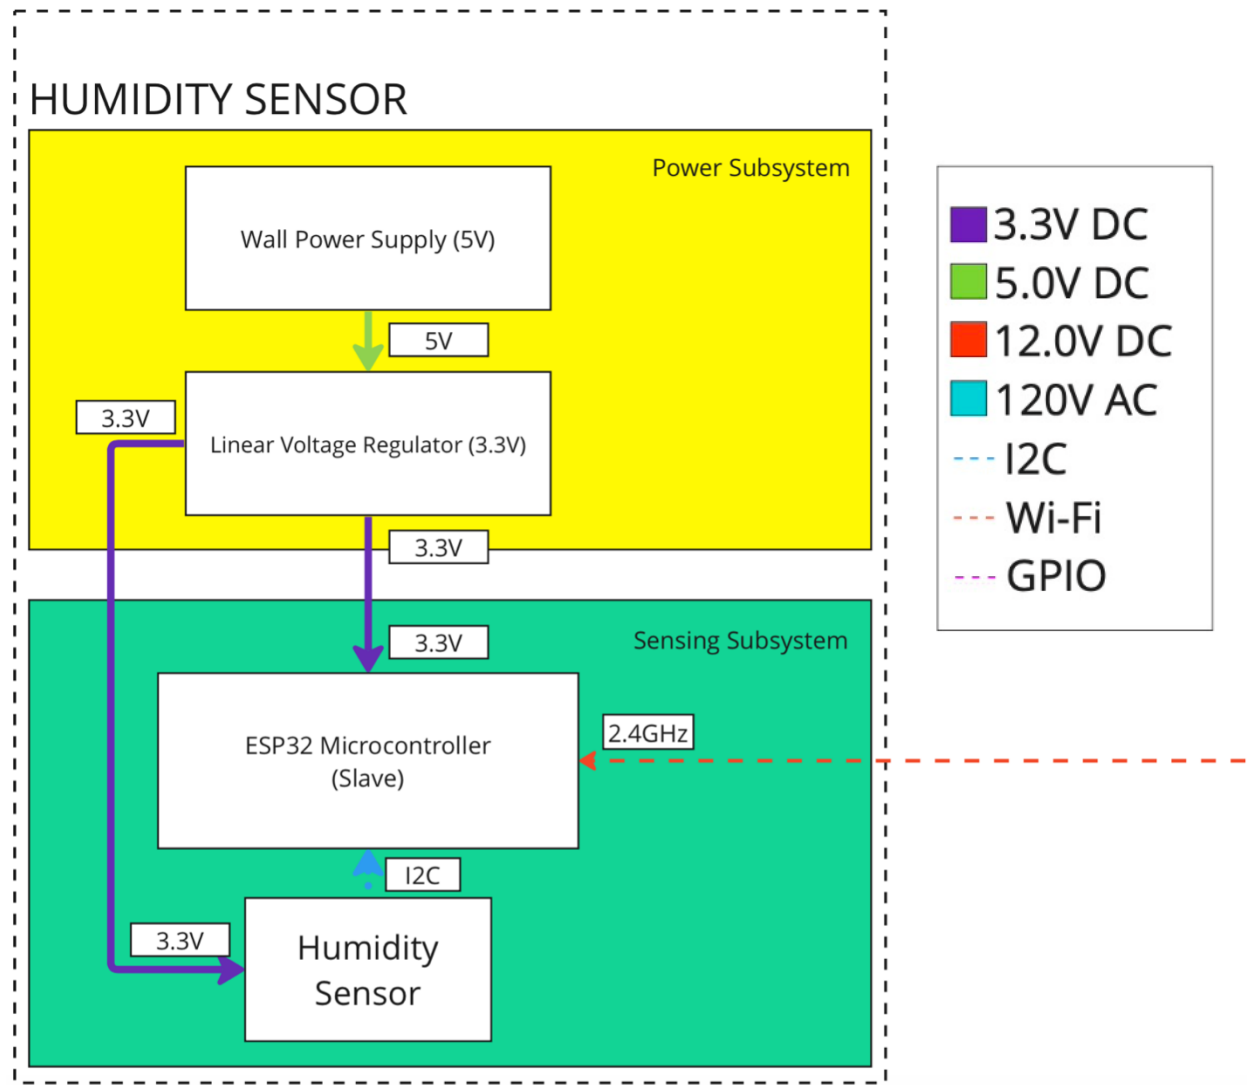 HUMIDITY SENSOR
Power Subsystem
Wall Power Supply (5V)
5V
3.3V
Linear Voltage Regulator (3.3V)
3.3V
3.3V
Sensing Subsystem
ESP32 Microcontroller
(Slave)
2.4GHz
I2C
3.3V
Humidity
Sensor
3.3V DC
5.0V DC
12.0V DC
120V AC
I2C
Wi-Fi
GPIO